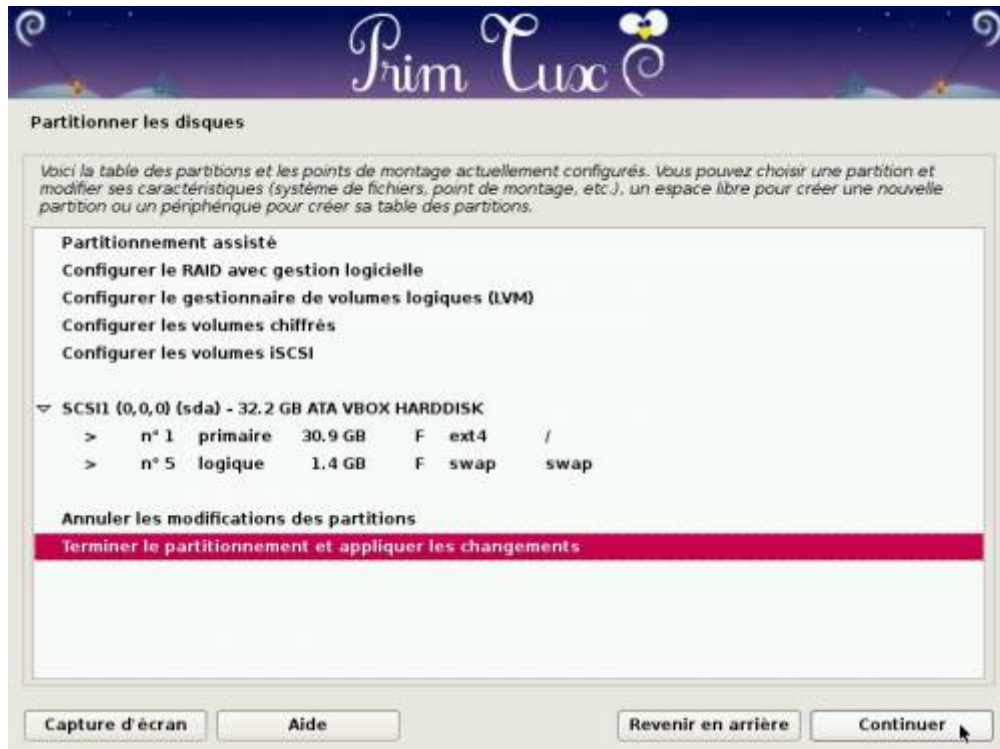 Prim Tux
Partitionner les disques
Voici la table des partitions et les points de montage actuellement configurés. Vous pouvez choisir une partition et
modifier ses caractéristiques (système de fichiers, point de montage, etc.), un espace libre pour créer une nouvelle
partition ou un périphérique pour créer sa table des partitions.
Partitionnement assisté
Configurer le RAID avec gestion logicielle
Configurer le gestionnaire de volumes logiques (LVM)
Configurer les volumes chiffrés
Configurer les volumes iSCSI
SCSI1 (0,0,0) (sda) - 32.2 GB ATA VBOX HARDDISK
> n° 1 primaire 30.9 GB F ext4 /
> n° 5 logique 1.4 GB F swap swap
Annuler les modifications des partitions
Terminer le partitionnement et appliquer les changements
Capture d'écran Aide Revenir en arrière Continuer